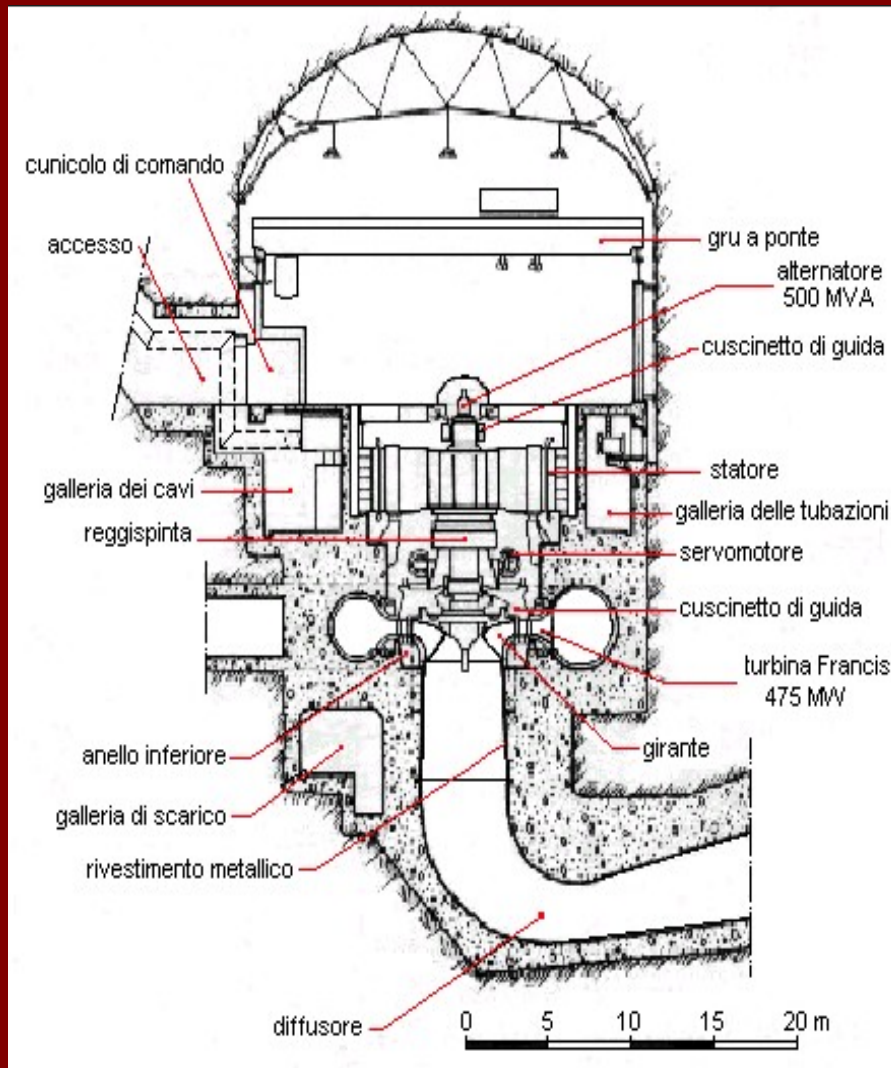 cunicolo di comando
accesso
gru a ponte
alternatore
500 MVA
cuscinetto di guida
statore
galleria dei cavi
galleria delle tubazioni
reggispinta
servomotore
cuscinetto di guida
turbina Francis
475 MW
anello inferiore
girante
galleria di scarico
rivestimento metallico
diffusore
0 5 10 15 20 m